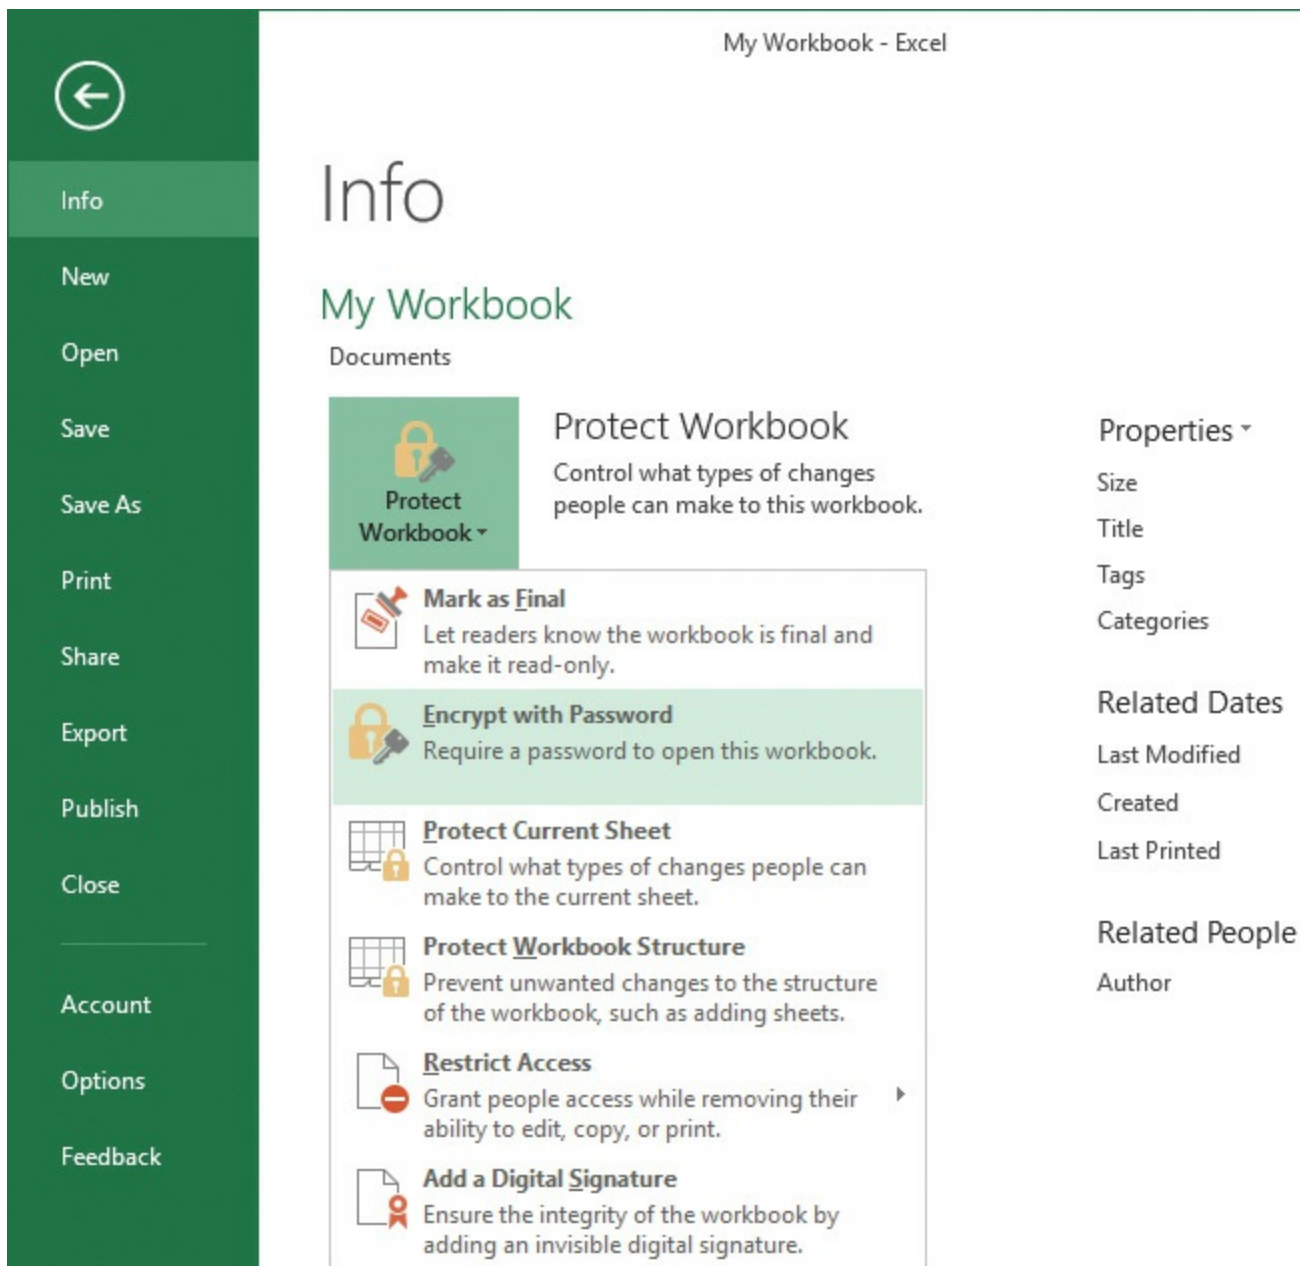 My Workbook - Excel
Info
New
Open
Save
Save As
Print
Share
Export
Publish
Close
Account
Options
Feedback
Info
My Workbook
Documents
Protect
Workbook
Protect Workbook
Control what types of changes
people can make to this workbook.
Mark as Final
Let readers know the workbook is final and
make it read-only.
Encrypt with Password
Require a password to open this workbook.
Protect Current Sheet
Control what types of changes people can
make to the current sheet.
Protect Workbook Structure
Prevent unwanted changes to the structure
of the workbook, such as adding sheets.
Restrict Access
Grant people access while removing their
ability to edit, copy, or print.
Add a Digital Signature
Ensure the integrity of the workbook by
adding an invisible digital signature.
Properties
Size
Title
Tags
Categories
Related Dates
Last Modified
Created
Last Printed
Related People
Author